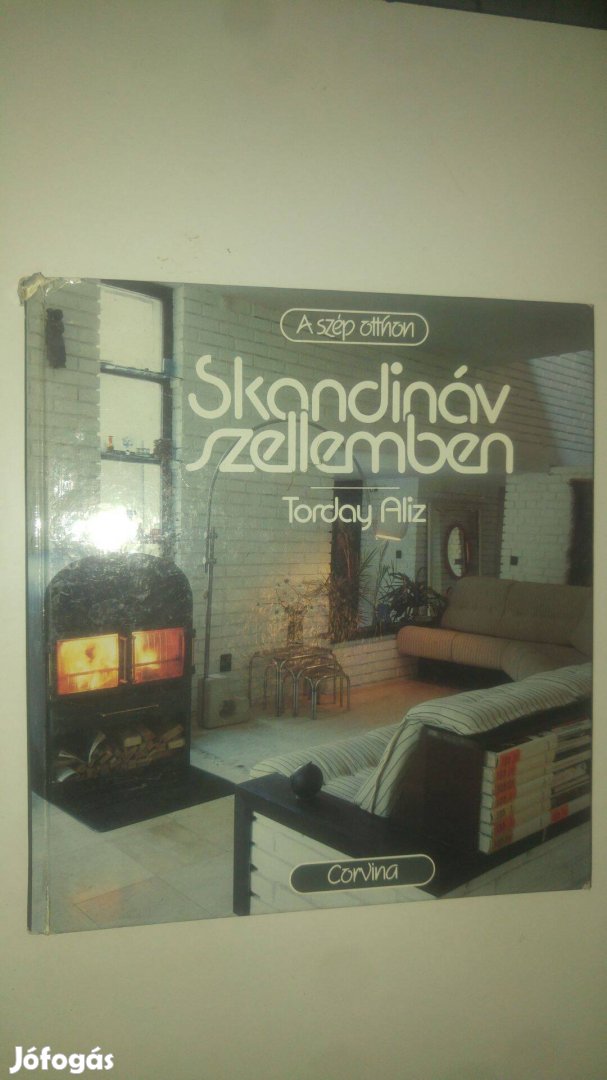 A szép otthon
Skandináv
szellemben
Torday Aliz
Corvina
Jófogás